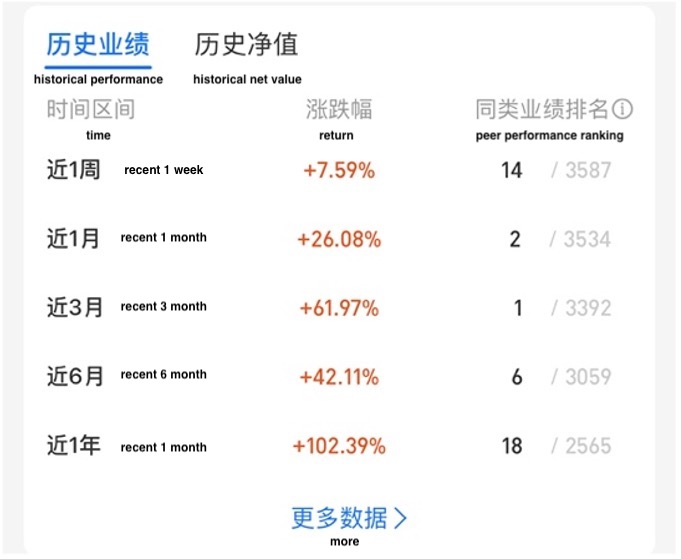 历史业绩 历史净值
historical performance historical net value
时间区间 涨跌幅 同类业绩排名ⓘ
time return peer performance ranking
近1周 recent 1 week +7.59% 14 / 3587
近1月 recent 1 month +26.08% 2 / 3534
近3月 recent 3 month +61.97% 1 / 3392
近6月 recent 6 month +42.11% 6 / 3059
近1年 recent 1 month +102.39% 18 / 2565
更多数据 >
more